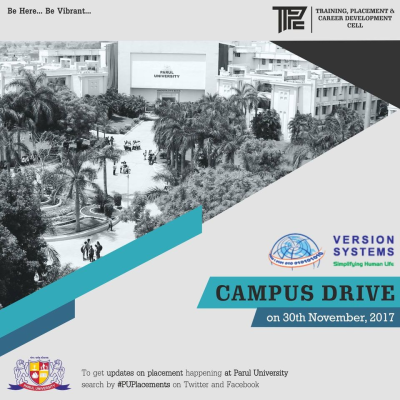 Be Here... Be Vibrant...
TRAINING, PLACEMENT &
CAREER DEVELOPMENT
CELL
PARUL
UNIVERSITY
VERSION
SYSTEMS
Simplifying Human Life
CAMPUS DRIVE
on 30th November, 2017
To get updates on placement happening at Parul University
search by #PUPlacements on Twitter and Facebook